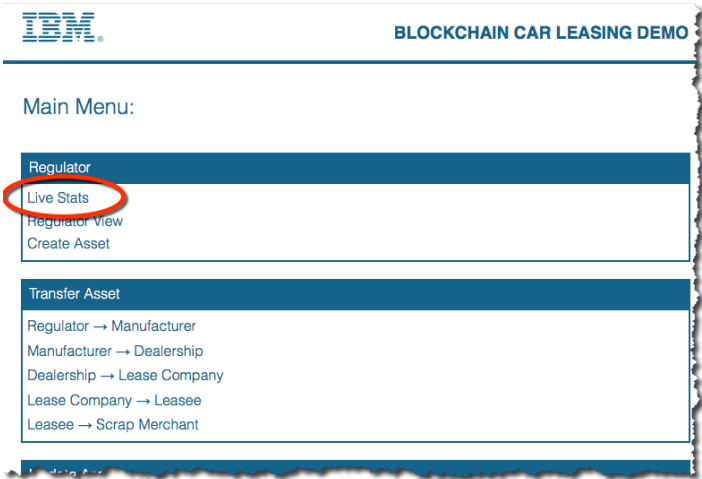 IBM®
BLOCKCHAIN CAR LEASING DEMO
Main Menu:
Regulator
Live Stats
Regulator View
Create Asset
Transfer Asset
Regulator → Manufacturer
Manufacturer → Dealership
Dealership → Lease Company
Lease Company → Leasee
Leasee → Scrap Merchant